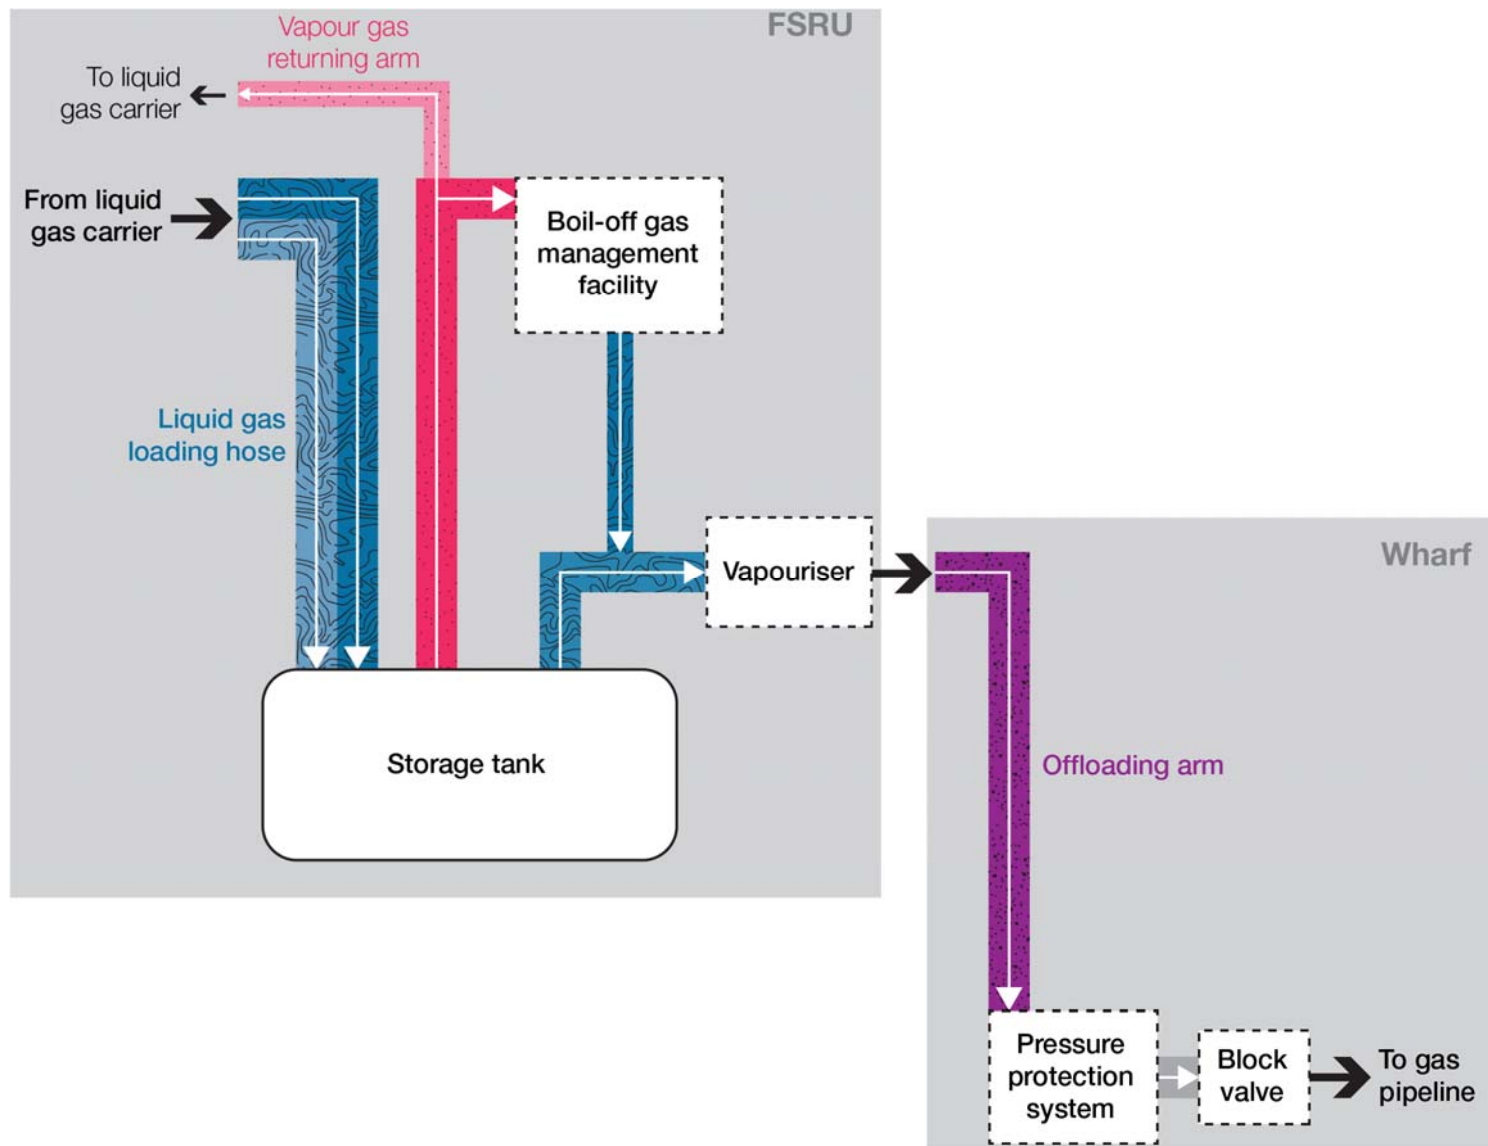 FSRU
Vapour gas
returning arm
To liquid
gas carrier
From liquid
gas carrier
Boil-off gas
management
facility
Liquid gas
loading hose
Vapouriser
Storage tank
Wharf
Offloading arm
Pressure
protection
system
Block
valve
To gas
pipeline